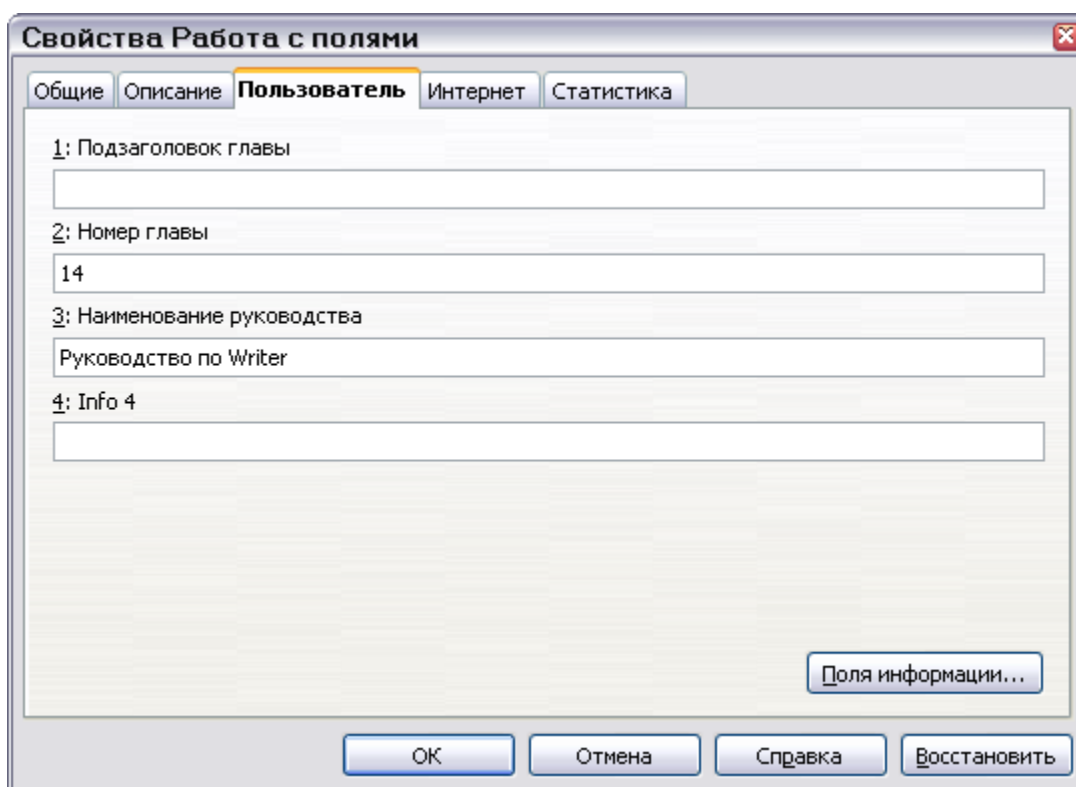 Свойства Работа с полями
Общие Описание Пользователь Интернет Статистика
1: Подзаголовок главы
2: Номер главы
14
3: Наименование руководства
Руководство по Writer
4: Info 4
Поля информации...
ОК Отмена Справка Восстановить